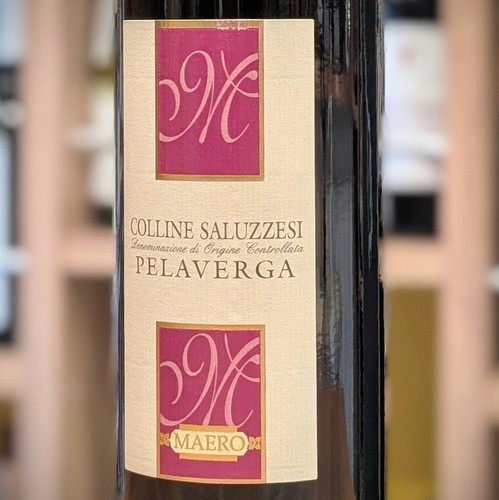 M
COLLINE SALUZZESI
Denominazione di Origine Controllata
PELAVERGA
M
MAERO